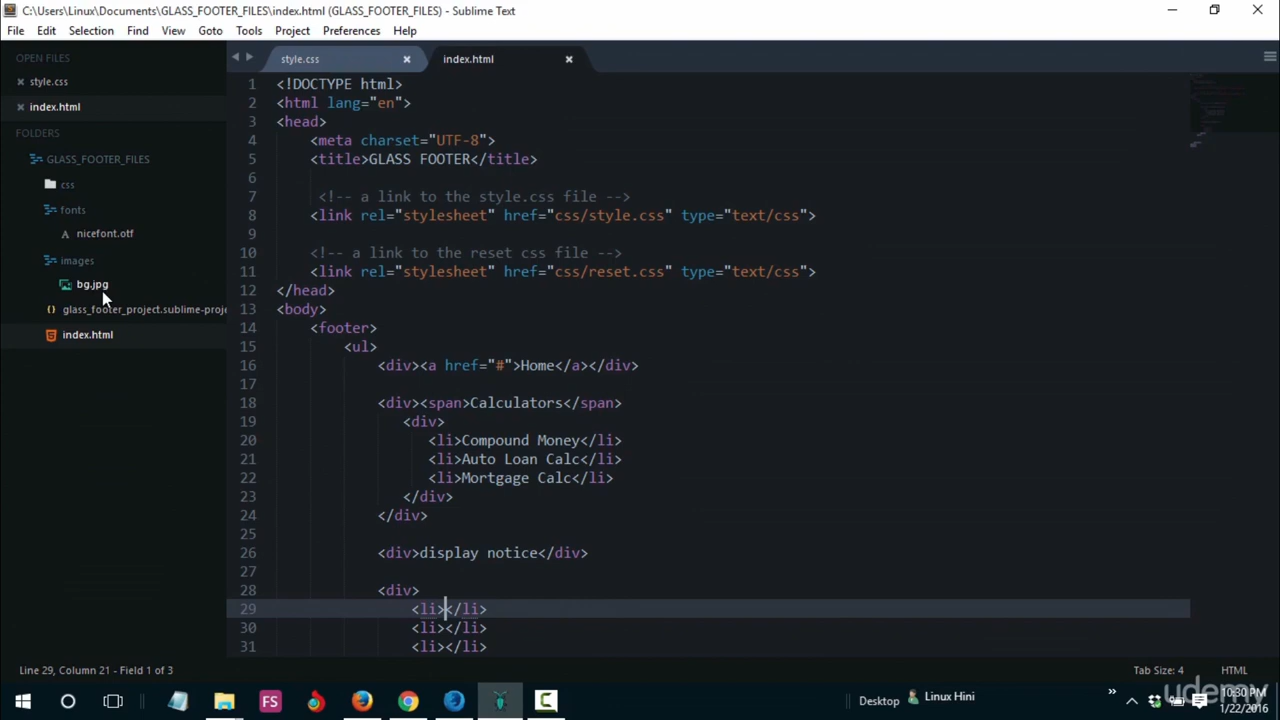 C:\Users\Linux\Documents\GLASS_FOOTER_FILES\index.html (GLASS_FOOTER_FILES) - Sublime Text
File Edit Selection Find View Goto Tools Project Preferences Help
OPEN FILES
style.css
index.html
FOLDERS
GLASS_FOOTER_FILES
css
fonts
nicefont.otf
images
bg.jpg
glass_footer_project.sublime-proje
index.html
style.css
index.html
1 <!DOCTYPE html>
2 <html lang="en">
3 <head>
4 <meta charset="UTF-8">
5 <title>GLASS FOOTER</title>
6
7 <!-- a link to the style.css file -->
8 <link rel="stylesheet" href="css/style.css" type="text/css">
9
10 <!-- a link to the reset css file -->
11 <link rel="stylesheet" href="css/reset.css" type="text/css">
12 </head>
13 <body>
14 <footer>
15 <ul>
16 <div><a href="#">Home</a></div>
17
18 <div><span>Calculators</span>
19 <div>
20 <li>Compound Money</li>
21 <li>Auto Loan Calc</li>
22 <li>Mortgage Calc</li>
23 </div>
24 </div>
25
26 <div>display notice</div>
27
28 <div>
29 <li></li>
30 <li></li>
31 <li></li>
Line 29, Column 21 - Field 1 of 3
Tab Size: 4
HTML
FS
Desktop
Linux Hini
10:30 PM
1/22/2016
udemy